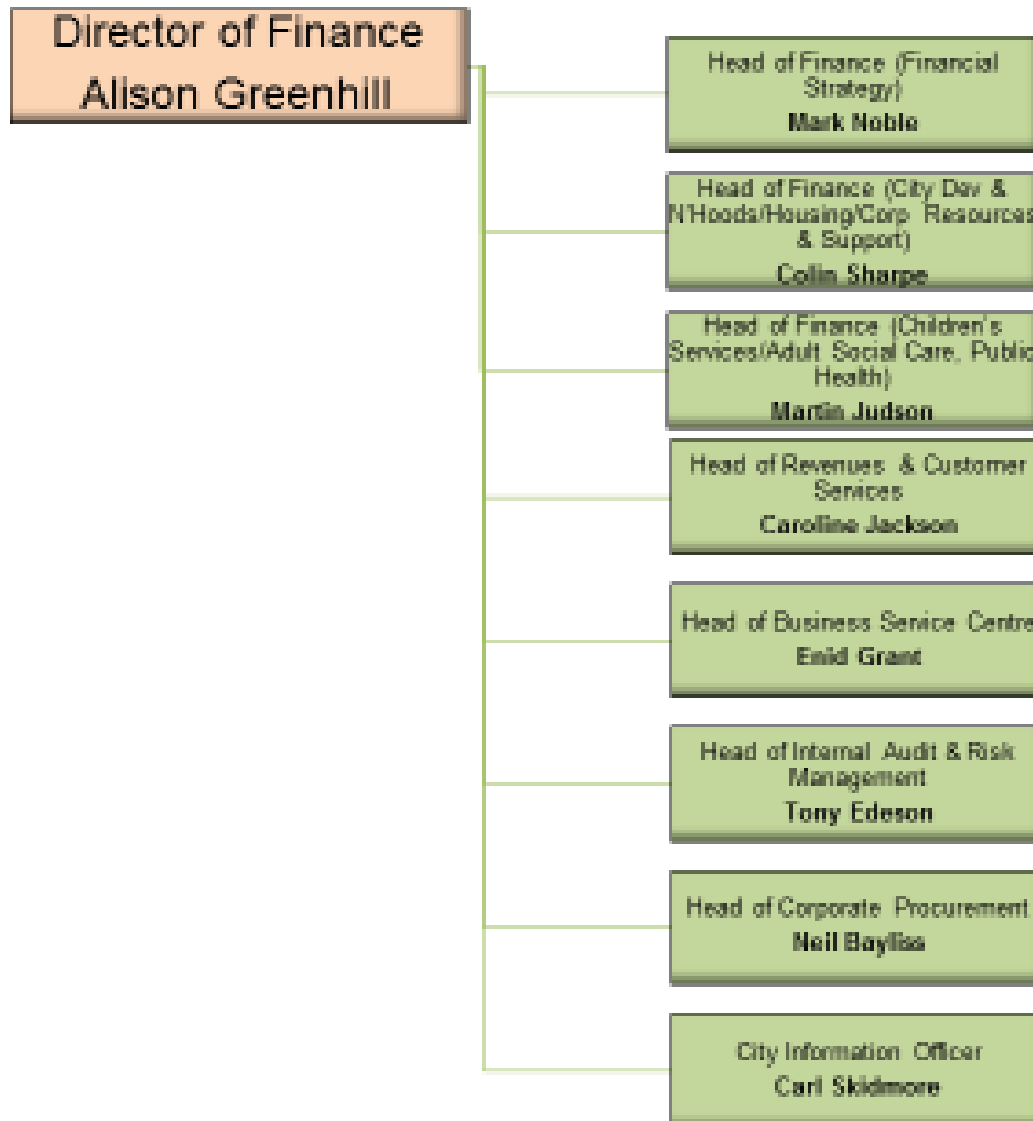 Director of Finance
Alison Greenhill
Head of Finance (Financial
Strategy)
Mark Noble
Head of Finance (City Dev &
N'Hoods/Housing/Corp Resources
& Support)
Colin Sharpe
Head of Finance (Children's
Services/Adult Social Care, Public
Health)
Martin Judson
Head of Revenues & Customer
Services
Caroline Jackson
Head of Business Service Centre
Enid Grant
Head of Internal Audit & Risk
Management
Tony Edeson
Head of Corporate Procurement
Neil Bayliss
City Information Officer
Carl Skidmore